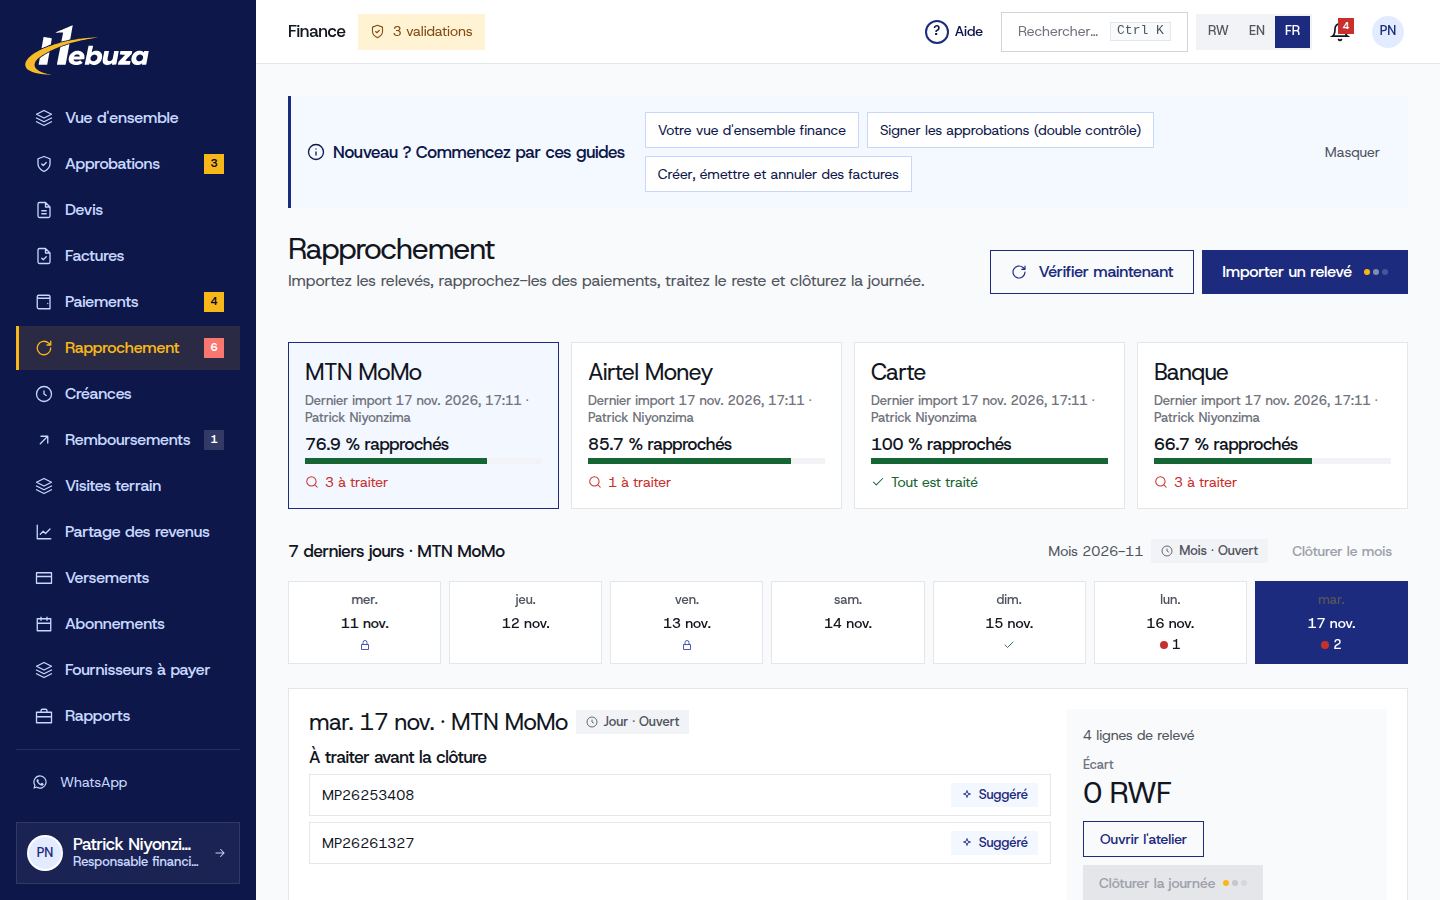 Hebuza
Finance
3 validations
Aide
Rechercher...
Ctrl K
RW
EN
FR
4
PN
Vue d'ensemble
Approbations
3
Devis
Factures
Paiements
4
Rapprochement
6
Créances
Remboursements
1
Visites terrain
Partage des revenus
Versements
Abonnements
Fournisseurs à payer
Rapports
WhatsApp
PN
Patrick Niyonzi...
Responsable financi...
Nouveau ? Commencez par ces guides
Votre vue d'ensemble finance
Signer les approbations (double contrôle)
Créer, émettre et annuler des factures
Masquer
Rapprochement
Importez les relevés, rapprochez-les des paiements, traitez le reste et clôturez la journée.
Vérifier maintenant
Importer un relevé
MTN MoMo
Dernier import 17 nov. 2026, 17:11 ·
Patrick Niyonzima
76.9 % rapprochés
3 à traiter
Airtel Money
Dernier import 17 nov. 2026, 17:11 ·
Patrick Niyonzima
85.7 % rapprochés
1 à traiter
Carte
Dernier import 17 nov. 2026, 17:11 ·
Patrick Niyonzima
100 % rapprochés
Tout est traité
Banque
Dernier import 17 nov. 2026, 17:11 ·
Patrick Niyonzima
66.7 % rapprochés
3 à traiter
7 derniers jours · MTN MoMo
Mois 2026-11
Mois · Ouvert
Clôturer le mois
mer.
11 nov.
jeu.
12 nov.
ven.
13 nov.
sam.
14 nov.
dim.
15 nov.
lun.
16 nov.
1
mar.
17 nov.
2
mar. 17 nov. · MTN MoMo
Jour · Ouvert
À traiter avant la clôture
MP26253408
Suggéré
MP26261327
Suggéré
4 lignes de relevé
Écart
0 RWF
Ouvrir l'atelier
Clôturer la journée